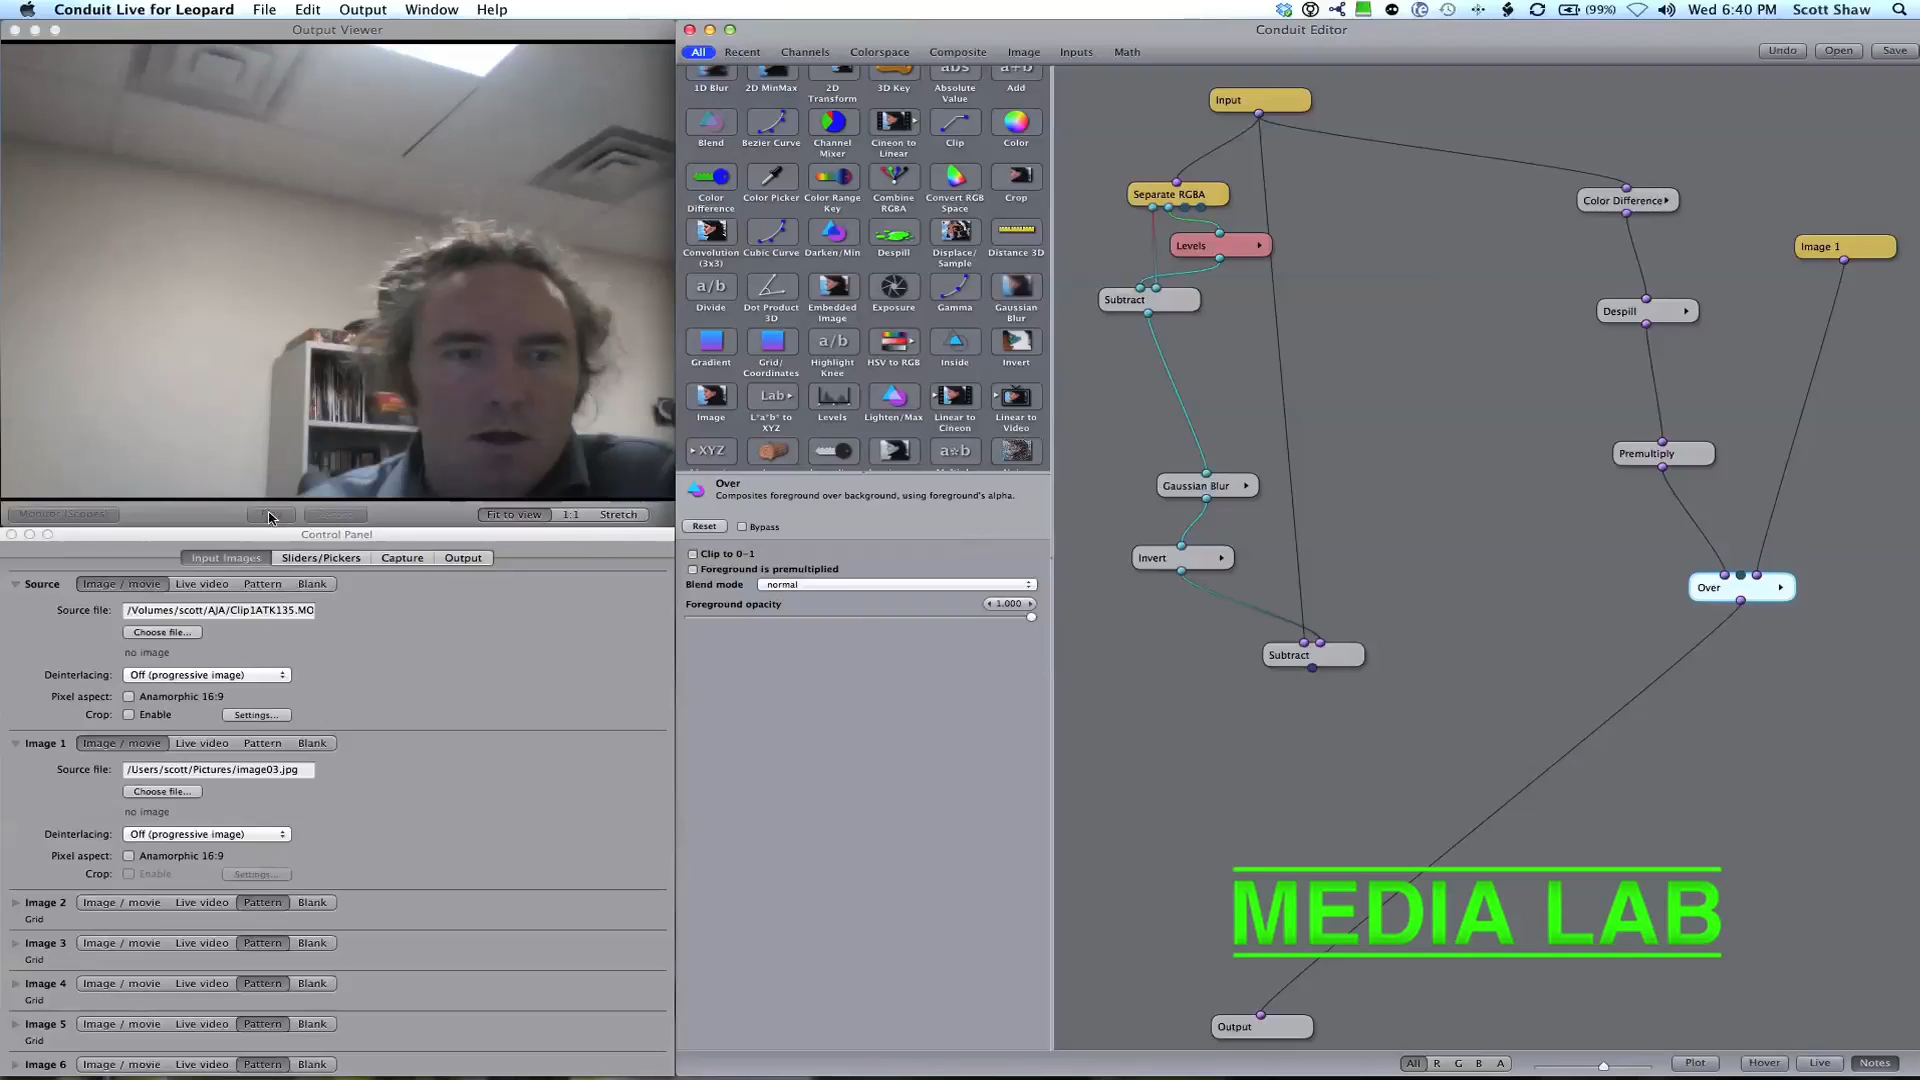 Conduit Live for Leopard File Edit Output Window Help (99%) Wed 6:40 PM Scott Shaw
Output Viewer
Conduit Editor
All Recent Channels Colorspace Composite Image Inputs Math Undo Open Save
abs a+b
1D Blur 2D MinMax 2D Transform 3D Key Absolute Value Add
Blend Bezier Curve Channel Mixer Cineon to Linear Clip Color
Color Difference Color Picker Color Range Key Combine RGBA Convert RGB Space Crop
Convolution (3x3) Cubic Curve Darken/Min Despill Displace/ Sample Distance 3D
a/b
Divide Dot Product 3D Embedded Image Exposure Gamma Gaussian Blur
a/b
Gradient Grid/ Coordinates Highlight Knee HSV to RGB Inside Invert
Lab
Image L*a*b* to XYZ Levels Lighten/Max Linear to Cineon Linear to Video
XYZ a☆b
Over
Composites foreground over background, using foreground's alpha.
Reset Bypass
Clip to 0-1
Foreground is premultiplied
Blend mode normal
Foreground opacity 1.000
Input
Separate RGBA
Color Difference
Levels
Image 1
Subtract
Despill
Premultiply
Gaussian Blur
Invert
Over
Subtract
MEDIA LAB
Output
All R G B A Plot Hover Live Notes
Monitor (Scopes) Fit to view 1:1 Stretch
Control Panel
Input Images Sliders/Pickers Capture Output
Source Image / movie Live video Pattern Blank
Source file: /Volumes/scott/AJA/Clip1ATK135.MO
Choose file...
no image
Deinterlacing: Off (progressive image)
Pixel aspect: Anamorphic 16:9
Crop: Enable Settings...
Image 1 Image / movie Live video Pattern Blank
Source file: /Users/scott/Pictures/image03.jpg
Choose file...
no image
Deinterlacing: Off (progressive image)
Pixel aspect: Anamorphic 16:9
Crop: Enable Settings...
Image 2 Image / movie Live video Pattern Blank
Grid
Image 3 Image / movie Live video Pattern Blank
Grid
Image 4 Image / movie Live video Pattern Blank
Grid
Image 5 Image / movie Live video Pattern Blank
Grid
Image 6 Image / movie Live video Pattern Blank